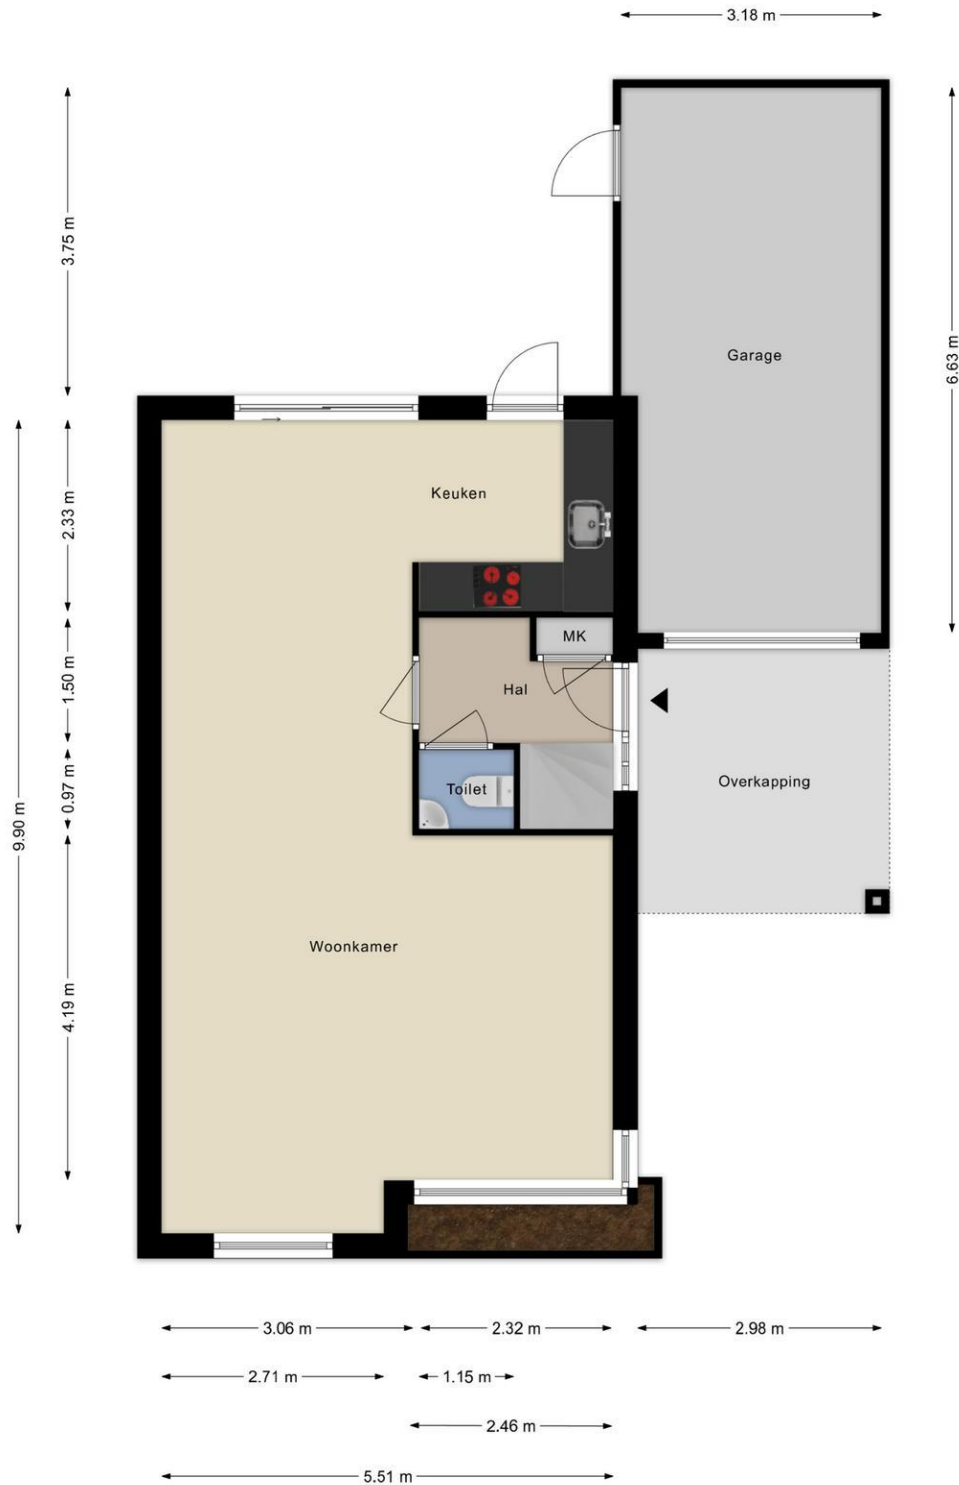 3.18 m
3.75 m
6.63 m
Garage
Keuken
2.33 m
MK
1.50 m
Hal
0.97 m
Toilet
Overkapping
9.90 m
Woonkamer
4.19 m
3.06 m
2.32 m
2.98 m
2.71 m
1.15 m
2.46 m
5.51 m